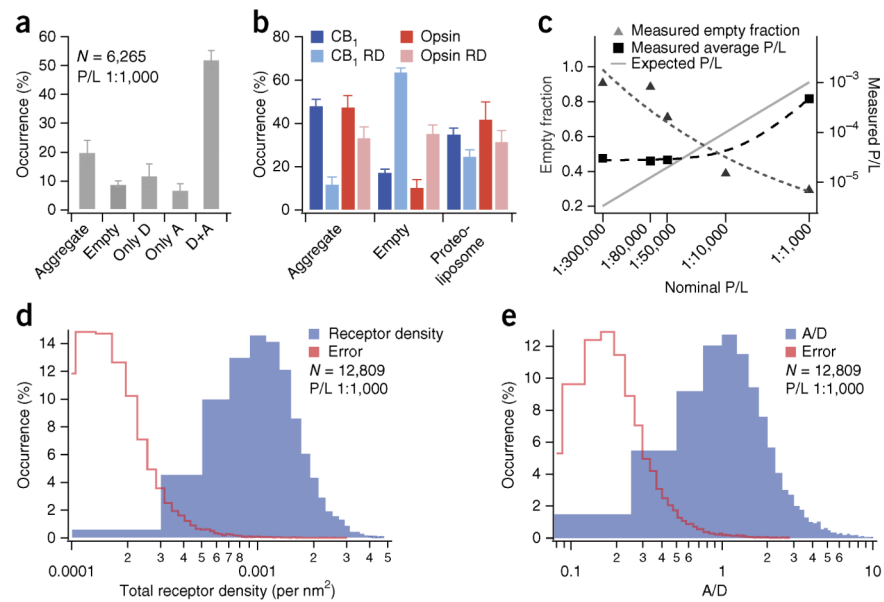 a
Occurrence (%)
60
50
40
30
20
10
0
N = 6,265
P/L 1:1,000
Aggregate
Empty
Only D
Only A
D+A
b
Occurrence (%)
80
60
40
20
0
CB1
CB1 RD
Opsin
Opsin RD
Aggregate
Empty
Proteo-
liposome
c
Measured empty fraction
Measured average P/L
Expected P/L
Empty fraction
1.0
0.8
0.6
0.4
0.2
Measured P/L
10−3
10−4
10−5
1:300,000
1:80,000
1:50,000
1:10,000
1:1,000
Nominal P/L
d
Occurrence (%)
14
12
10
8
6
4
2
0
Receptor density
Error
N = 12,809
P/L 1:1,000
2 3 4 5 6 7 8 2 3 4 5
0.0001 0.001
Total receptor density (per nm2)
e
Occurrence (%)
12
10
8
6
4
2
0
A/D
Error
N = 12,809
P/L 1:1,000
2 3 4 5 6 2 3 4 5 6
0.1 1 10
A/D